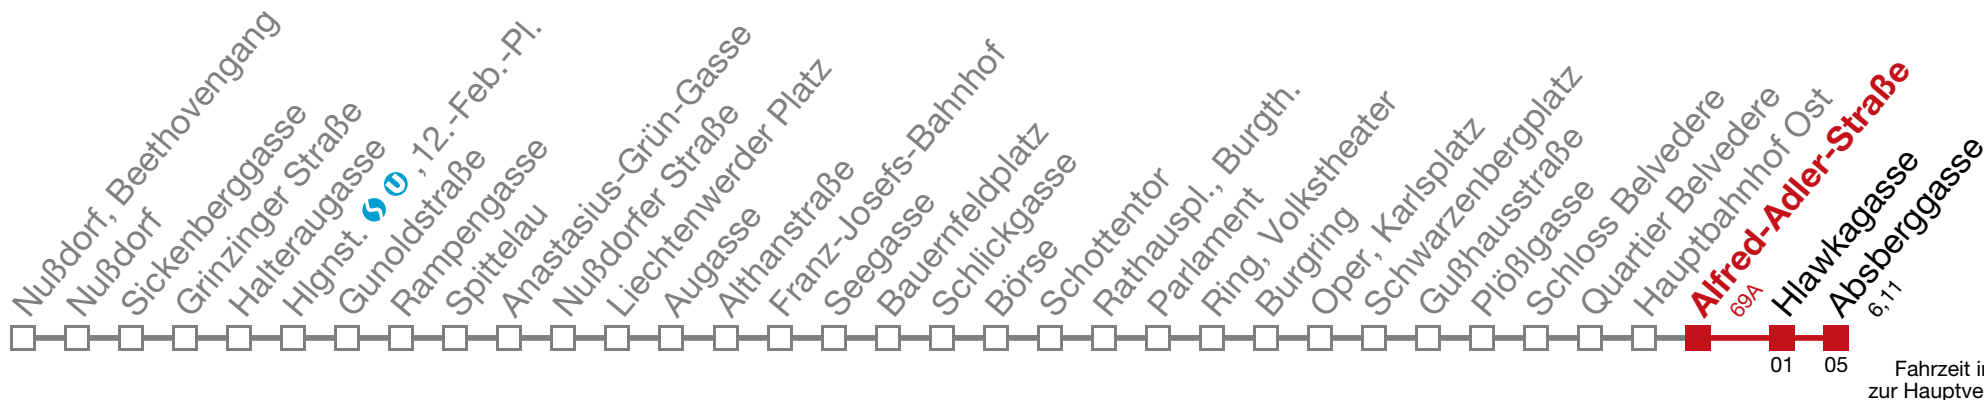 Nußdorf, Beethovengang
Nußdorf
Sickenberggasse
Grinzinger Straße
Halteraugasse
Hlgnst. S U , 12.-Feb.-Pl.
Gunoldstraße
Rampengasse
Spittelau
Anastasius-Grün-Gasse
Nußdorfer Straße
Liechtenwerder Platz
Augasse
Althanstraße
Franz-Josefs-Bahnhof
Seegasse
Bauernfeldplatz
Schlickgasse
Börse
Schottentor
Rathauspl., Burgth.
Parlament
Ring, Volkstheater
Burgring
Oper, Karlsplatz
Schwarzenbergplatz
Gußhausstraße
Plößlgasse
Schloss Belvedere
Quartier Belvedere
Hauptbahnhof Ost
Alfred-Adler-Straße
69A
Hlawkagasse
Absberggasse
6,11
01
05
Fahrzeit i
zur Hauptve